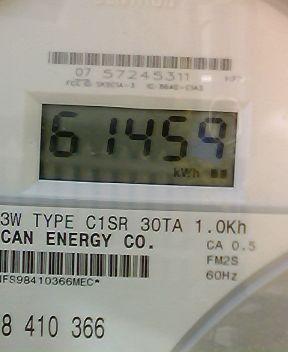 07 57245311
61459
kWh
3W TYPE C1SR 30TA 1.0Kh
CAN ENERGY CO.
CA 0.5
FM2S
60Hz
IFS98410366MEC*
8 410 366